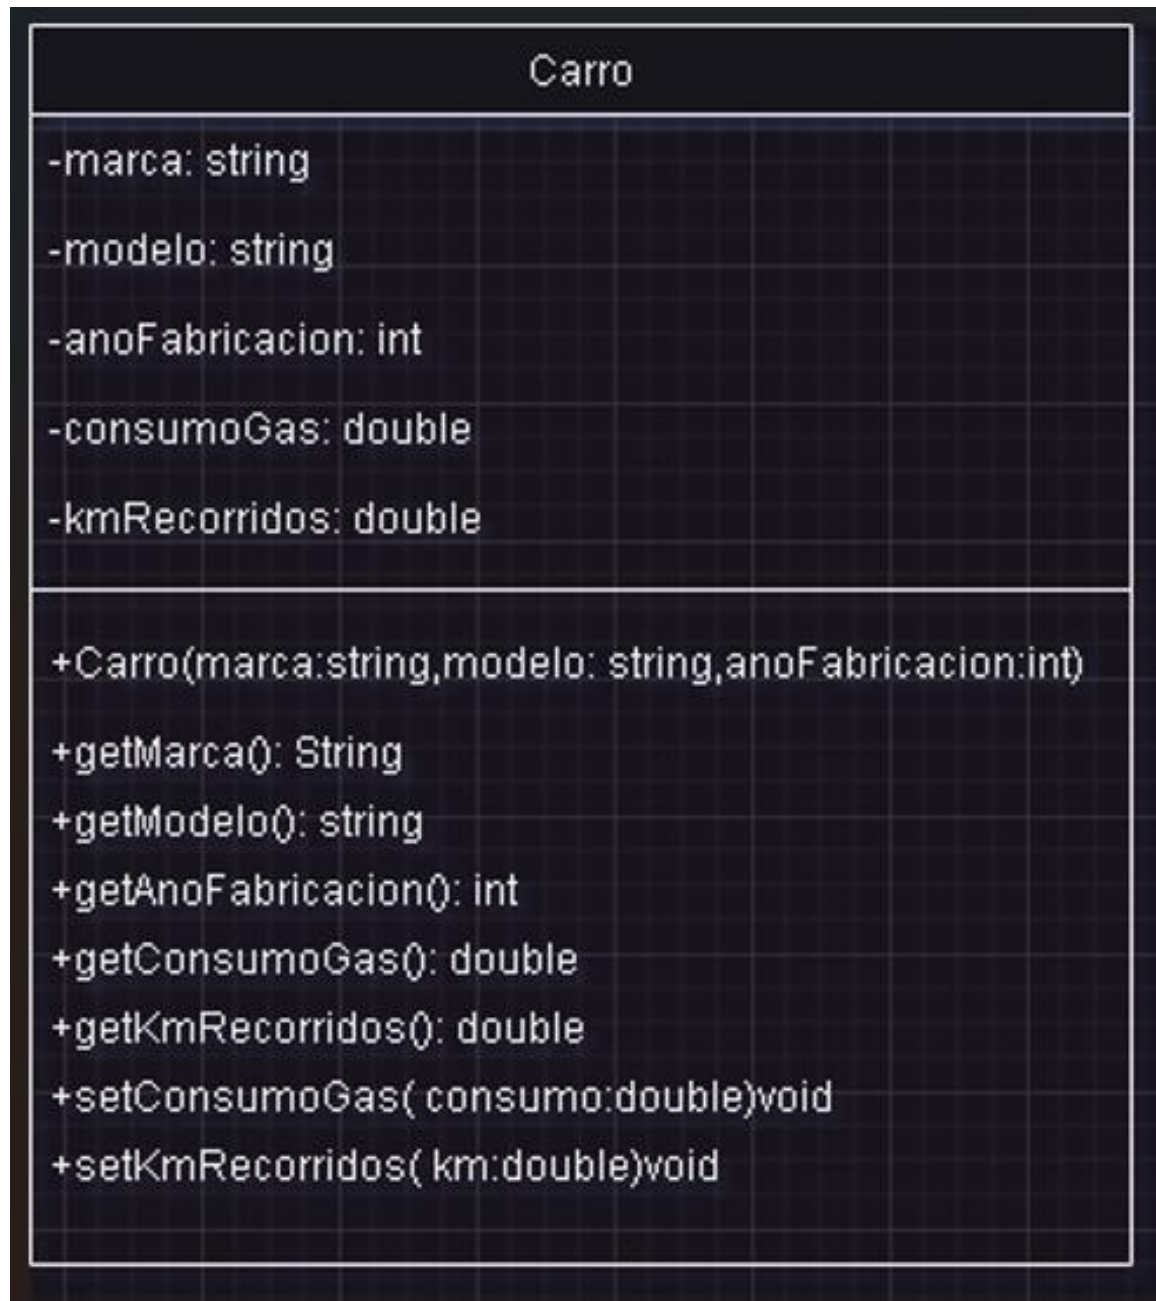 Carro
-marca: string
-modelo: string
-anoFabricacion: int
-consumoGas: double
-kmRecorridos: double
+Carro(marca:string,modelo: string,anoFabricacion:int)
+getMarca(): String
+getModelo(): string
+getAnoFabricacion(): int
+getConsumoGas(): double
+getKmRecorridos(): double
+setConsumoGas( consumo:double)void
+setKmRecorridos( km:double)void